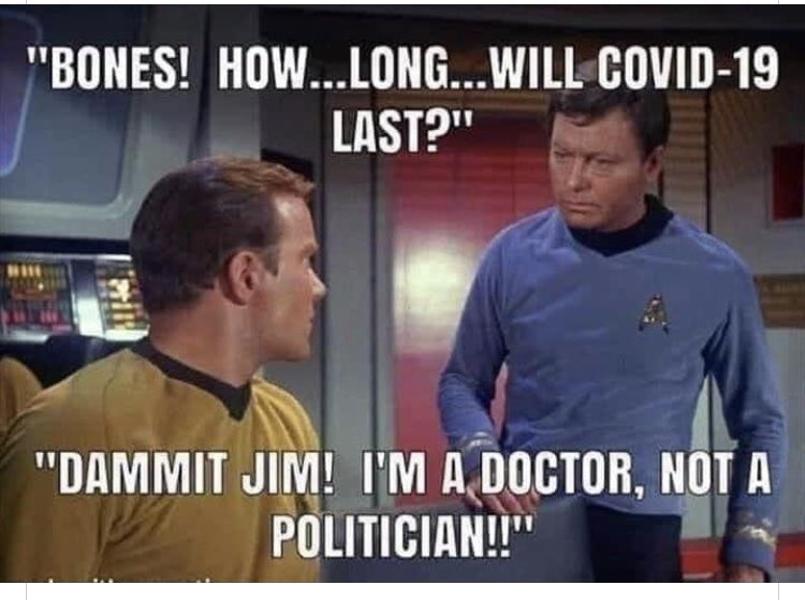 "BONES! HOW...LONG...WILL COVID-19
LAST?"
"DAMMIT JIM! I'M A DOCTOR, NOT A
POLITICIAN!!"